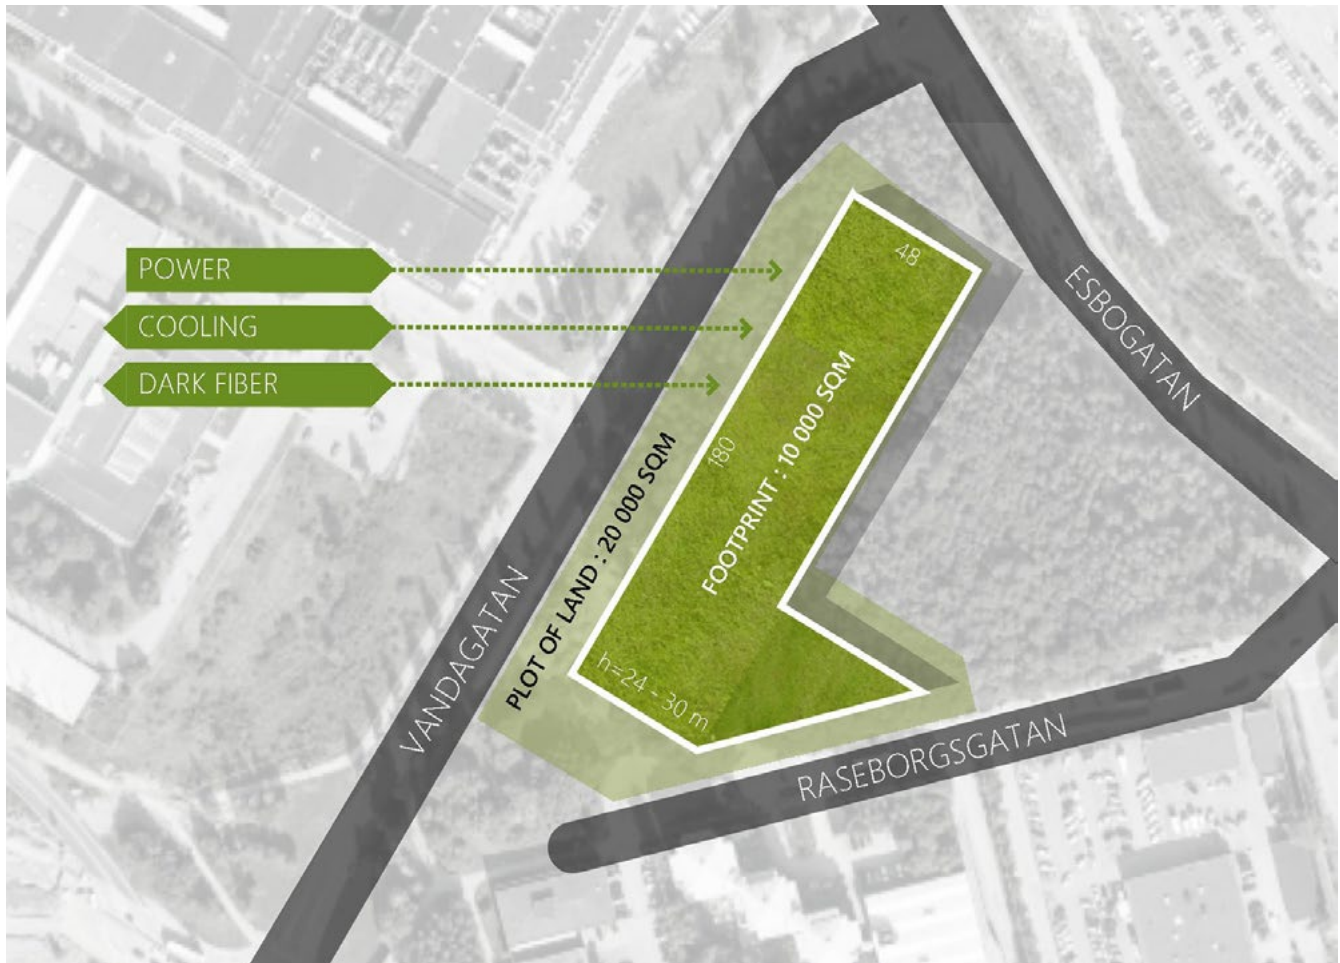 POWER
COOLING
DARK FIBER
48
180
FOOTPRINT : 10 000 SQM
PLOT OF LAND : 20 000 SQM
h=24 - 30 m
VANDAGATAN
ESBOGATAN
RASEBORGSGATAN